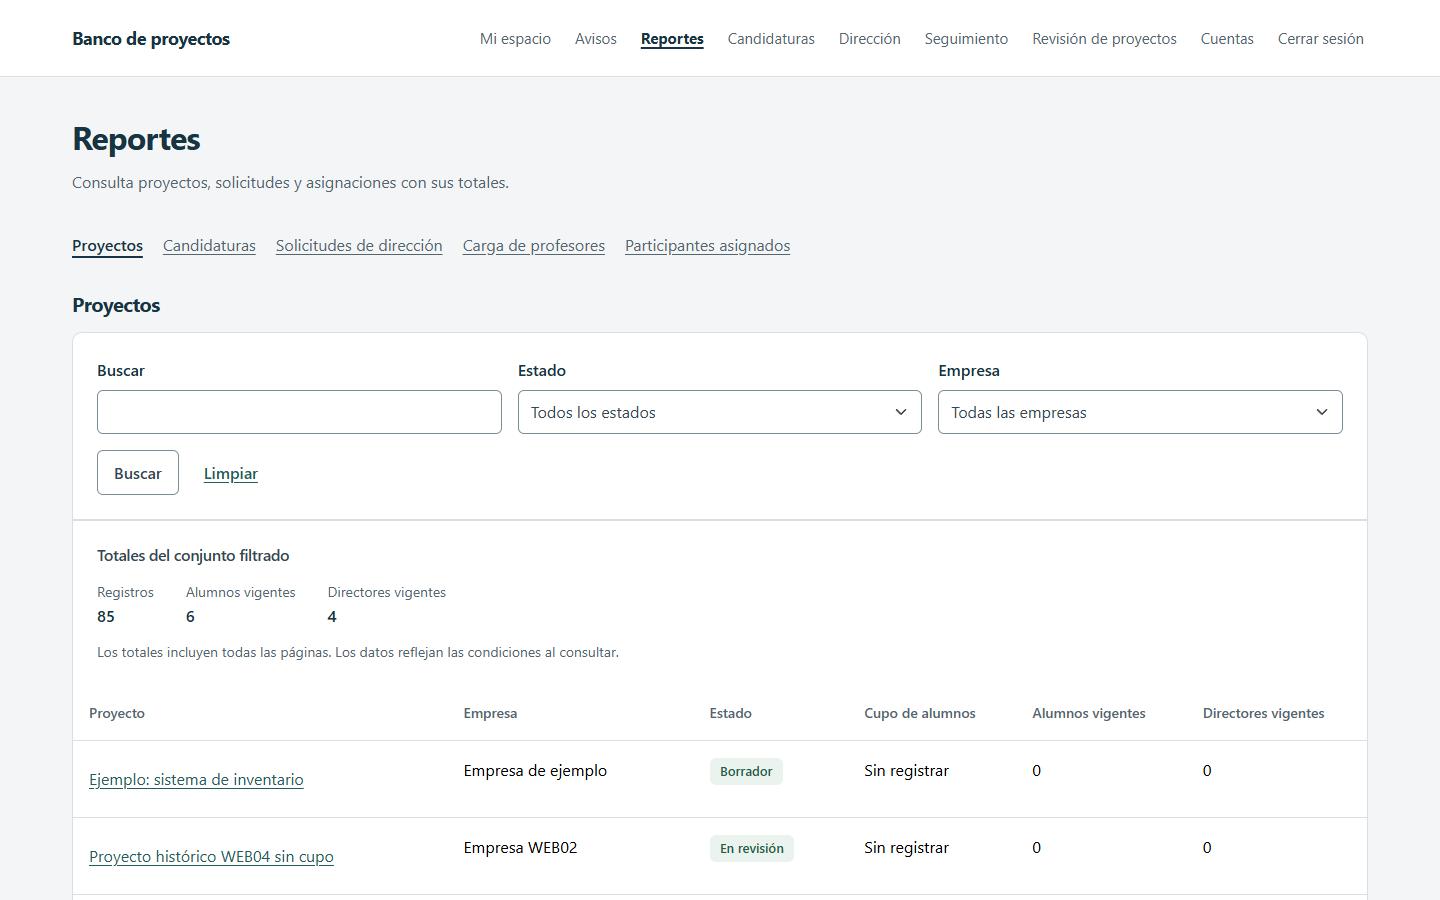 Banco de proyectos
Mi espacio Avisos Reportes Candidaturas Dirección Seguimiento Revisión de proyectos Cuentas Cerrar sesión
Reportes
Consulta proyectos, solicitudes y asignaciones con sus totales.
Proyectos Candidaturas Solicitudes de dirección Carga de profesores Participantes asignados
Proyectos
Buscar Estado Empresa
Todos los estados Todas las empresas
Buscar Limpiar
Totales del conjunto filtrado
Registros Alumnos vigentes Directores vigentes
85 6 4
Los totales incluyen todas las páginas. Los datos reflejan las condiciones al consultar.
Proyecto Empresa Estado Cupo de alumnos Alumnos vigentes Directores vigentes
Ejemplo: sistema de inventario Empresa de ejemplo Borrador Sin registrar 0 0
Proyecto histórico WEB04 sin cupo Empresa WEB02 En revisión Sin registrar 0 0